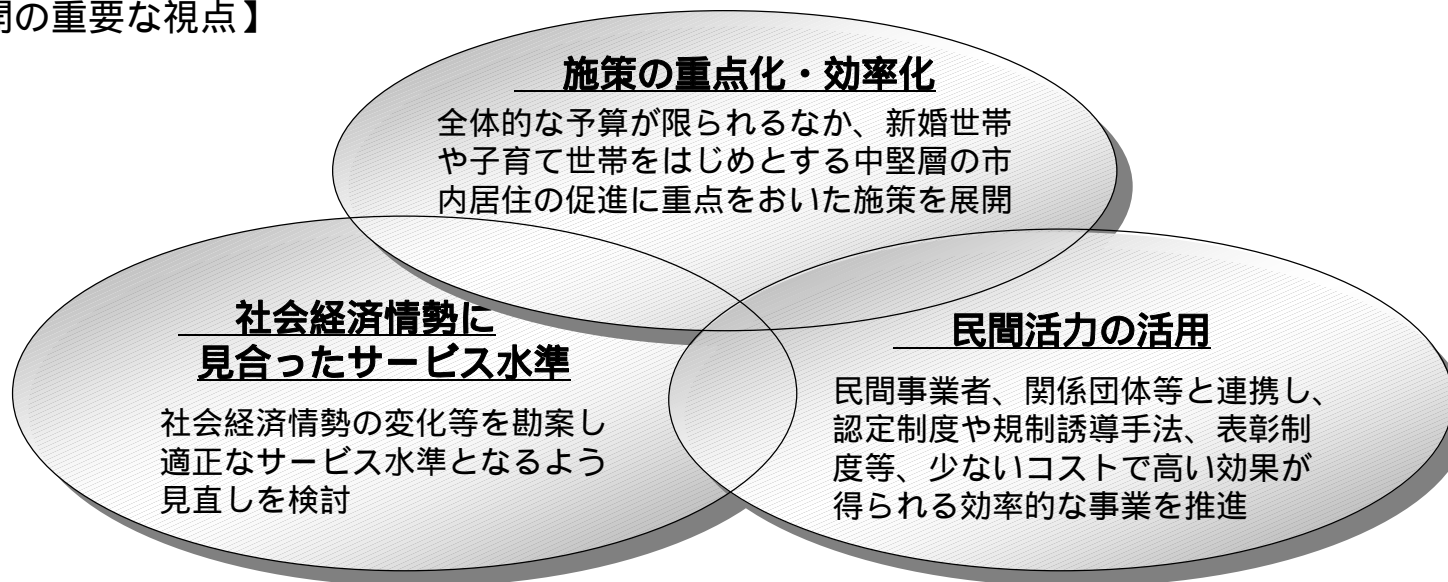 開の重要な視点】
施策の重点化・効率化
全体的な予算が限られるなか、新婚世帯
や子育て世帯をはじめとする中堅層の市
内居住の促進に重点をおいた施策を展開
社会経済情勢に
見合ったサービス水準
社会経済情勢の変化等を勘案し
適正なサービス水準となるよう
見直しを検討
民間活力の活用
民間事業者、関係団体等と連携し、
認定制度や規制誘導手法、表彰制
度等、少ないコストで高い効果が
得られる効率的な事業を推進